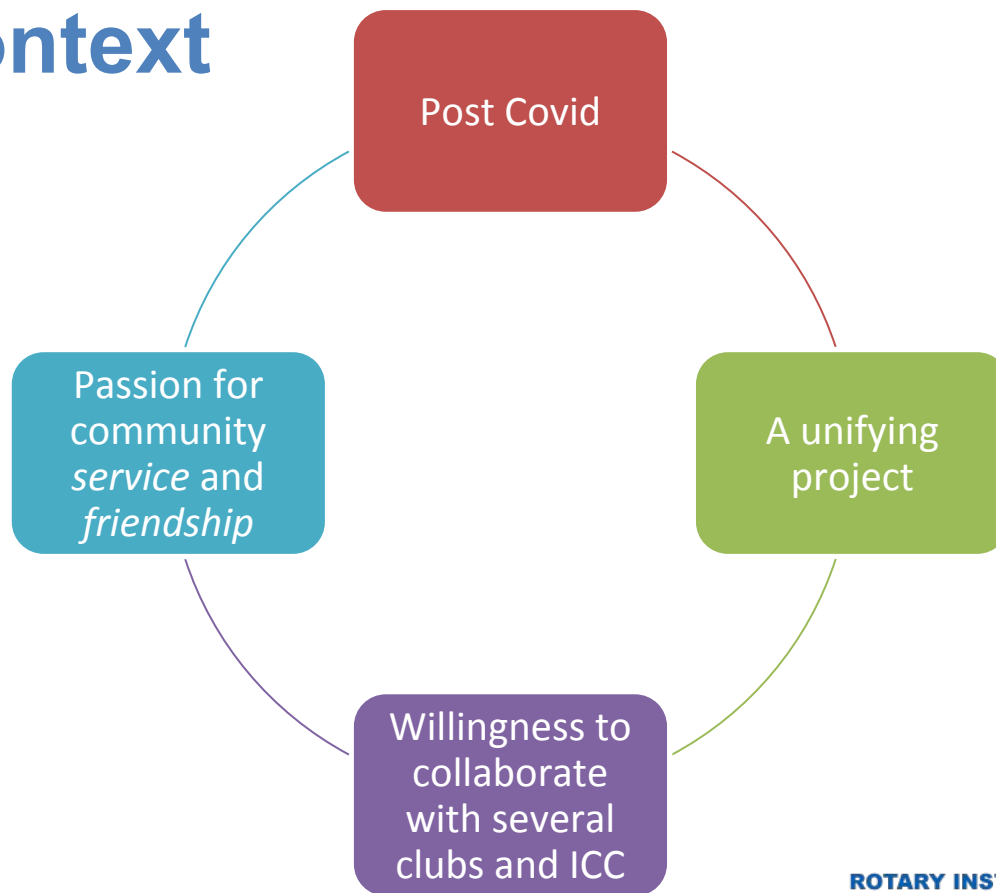 ontext
Post Covid
A unifying
project
Willingness to
collaborate
with several
clubs and ICC
Passion for
community
service and
friendship
ROTARY INST